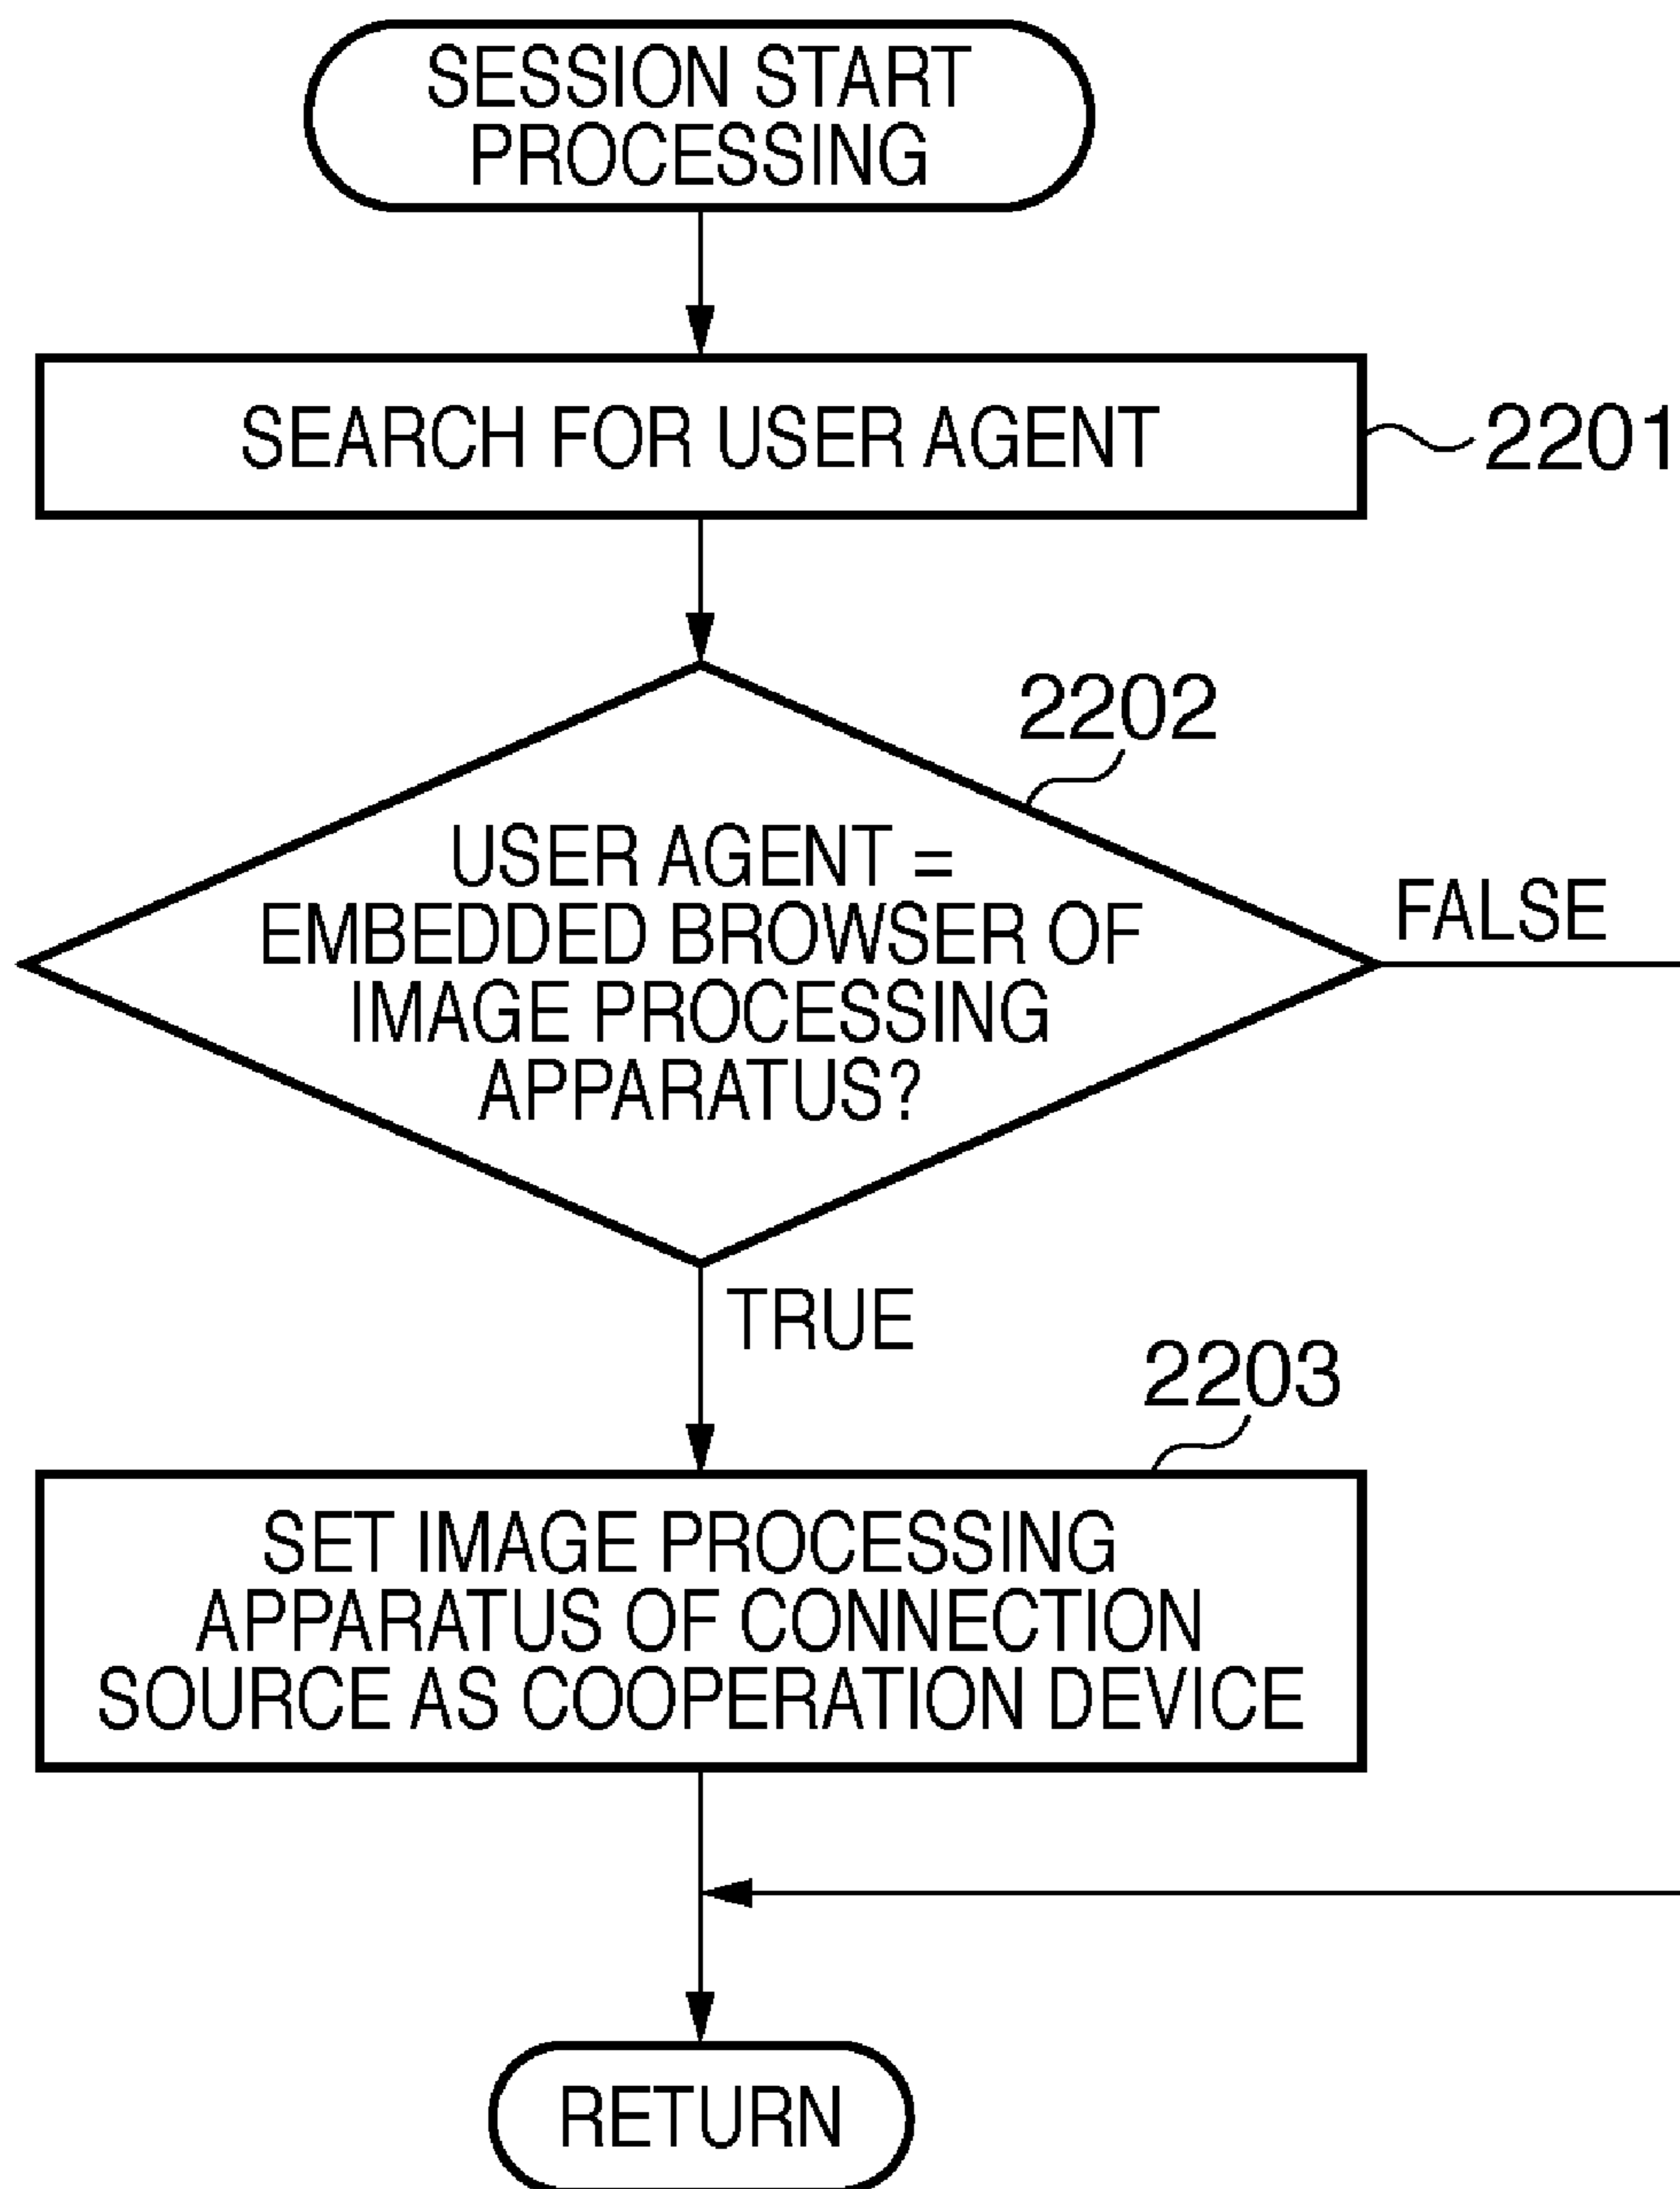 SESSION START
PROCESSING
SEARCH FOR USER AGENT
2201
2202
USER AGENT =
EMBEDDED BROWSER OF
IMAGE PROCESSING
APPARATUS?
FALSE
TRUE
2203
SET IMAGE PROCESSING
APPARATUS OF CONNECTION
SOURCE AS COOPERATION DEVICE
RETURN